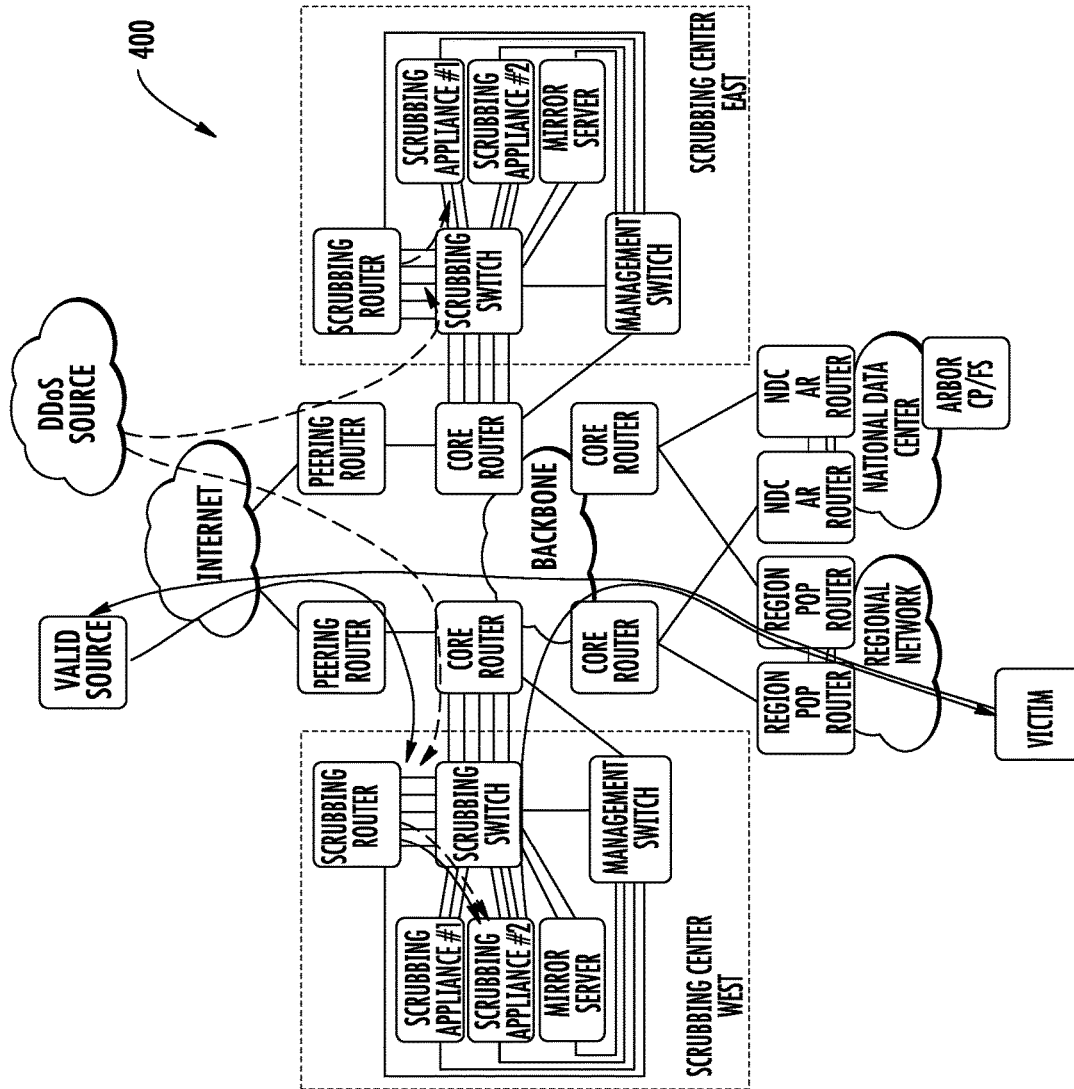 400
DDoS
SOURCE
VALID
SOURCE
INTERNET
PEERING
ROUTER
PEERING
ROUTER
SCRUBBING
ROUTER
SCRUBBING
APPLIANCE #1
SCRUBBING
APPLIANCE #2
MIRROR
SERVER
SCRUBBING
SWITCH
MANAGEMENT
SWITCH
SCRUBBING CENTER
WEST
SCRUBBING
ROUTER
SCRUBBING
APPLIANCE #1
SCRUBBING
APPLIANCE #2
MIRROR
SERVER
SCRUBBING
SWITCH
MANAGEMENT
SWITCH
SCRUBBING CENTER
EAST
CORE
ROUTER
CORE
ROUTER
BACKBONE
CORE
ROUTER
CORE
ROUTER
REGION
POP
ROUTER
REGION
POP
ROUTER
REGIONAL
NETWORK
NDC
AR
ROUTER
NDC
AR
ROUTER
NATIONAL DATA
CENTER
ARBOR
CP/FS
VICTIM